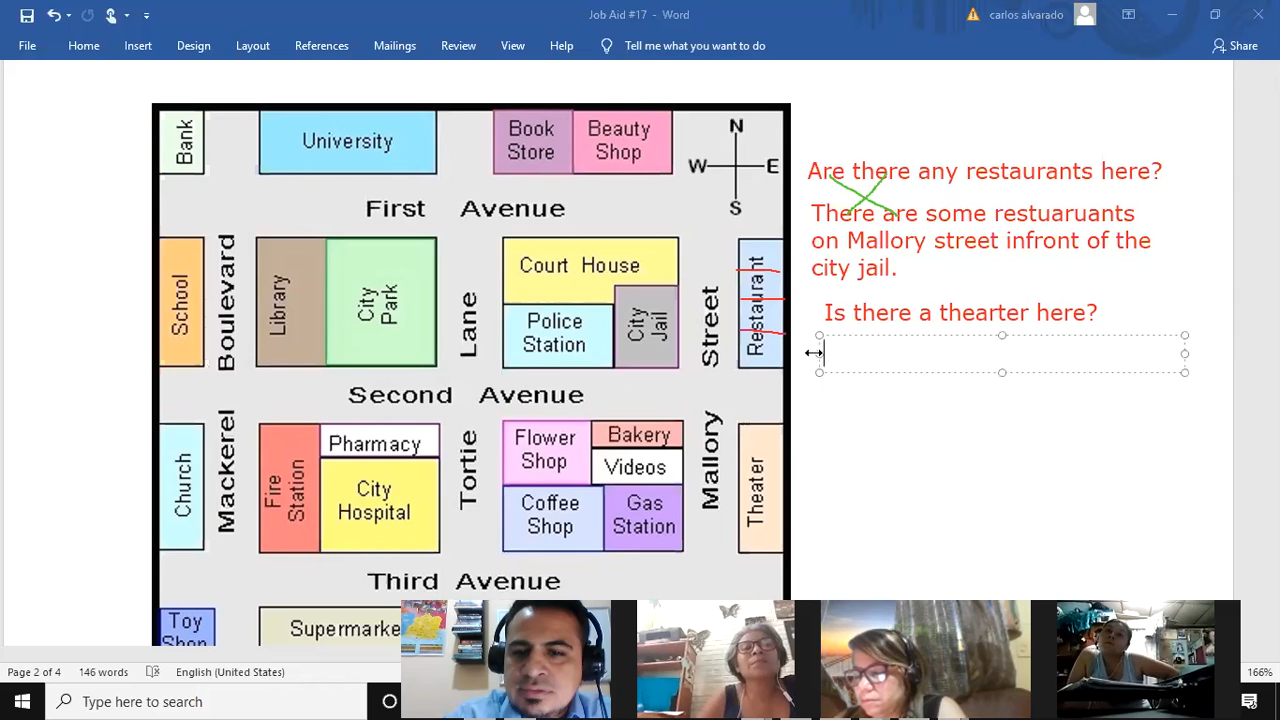 Job Aid #17 - Word
carlos alvarado
File Home Insert Design Layout References Mailings Review View Help Tell me what you want to do Share
Bank
University
Book Store
Beauty Shop
N
W E
S
First Avenue
School
Boulevard
Library
City Park
Lane
Court House
Police Station
City Jail
Street
Restaurant
Second Avenue
Church
Mackerel
Fire Station
Pharmacy
City Hospital
Tortie
Flower Shop
Bakery
Videos
Coffee Shop
Gas Station
Mallory
Theater
Third Avenue
Toy Shop
Supermarke
Are there any restaurants here?
There are some restuaruants
on Mallory street infront of the
city jail.
Is there a thearter here?
Page 2 of 4 146 words English (United States) 166%
Type here to search